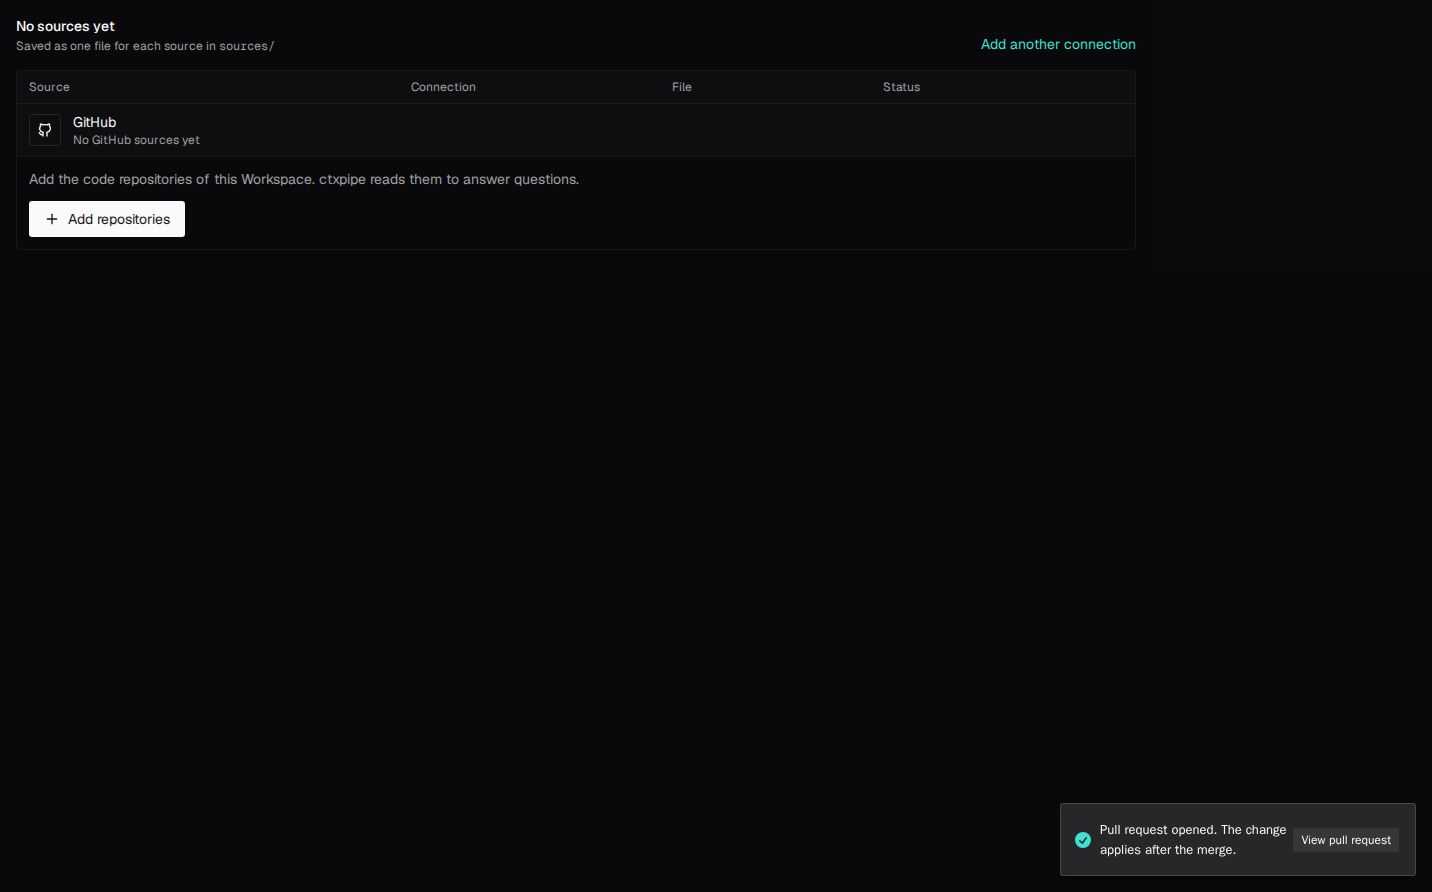 No sources yet
Saved as one file for each source in sources/
Add another connection
Source Connection File Status
GitHub
No GitHub sources yet
Add the code repositories of this Workspace. ctxpipe reads them to answer questions.
Add repositories
Pull request opened. The change
applies after the merge.
View pull request